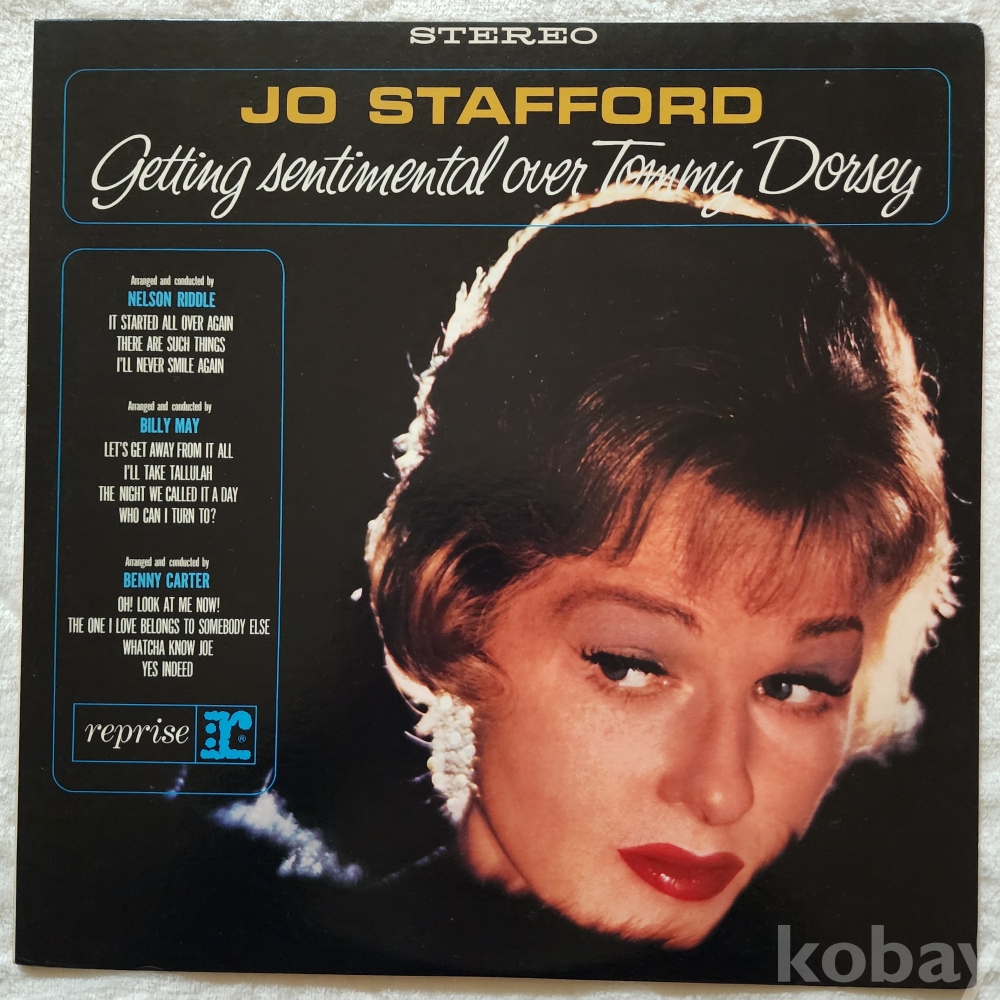 STEREO
JO STAFFORD
Getting sentimental over Tommy Dorsey
Arranged and conducted by
NELSON RIDDLE
IT STARTED ALL OVER AGAIN
THERE ARE SUCH THINGS
I'LL NEVER SMILE AGAIN
Arranged and conducted by
BILLY MAY
LET'S GET AWAY FROM IT ALL
I'LL TAKE TALLULAH
THE NIGHT WE CALLED IT A DAY
WHO CAN I TURN TO?
Arranged and conducted by
BENNY CARTER
OH! LOOK AT ME NOW!
THE ONE I LOVE BELONGS TO SOMEBODY ELSE
WHATCHA KNOW JOE
YES INDEED
reprise r ®
kobay